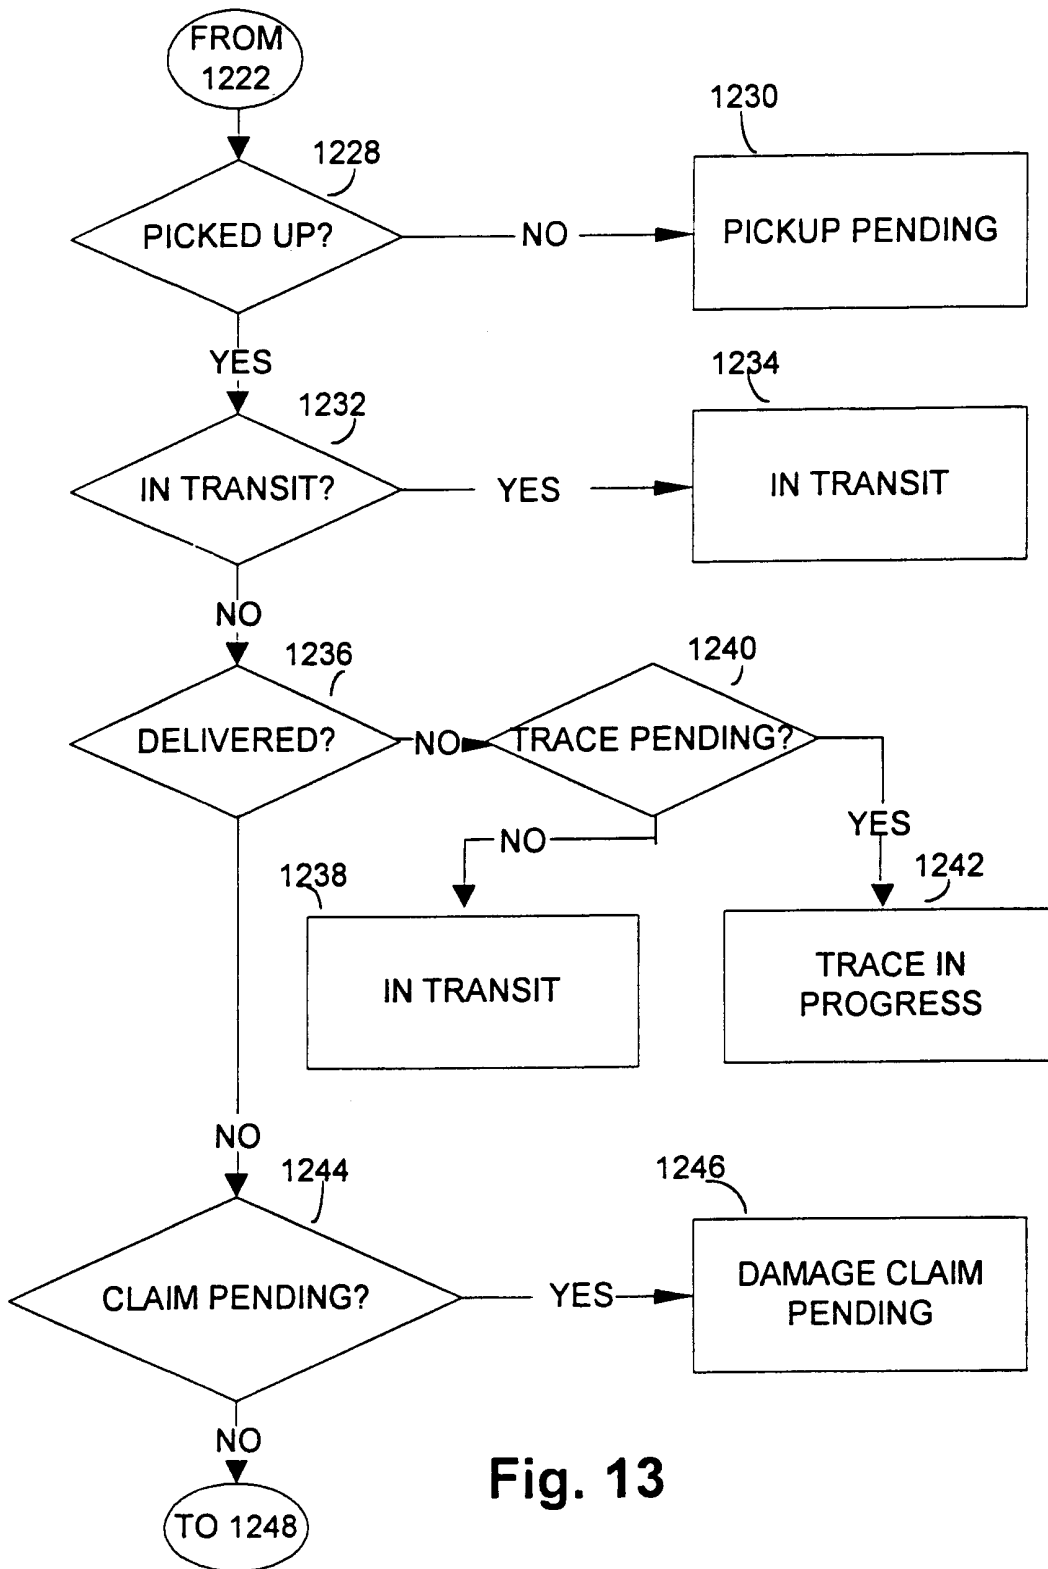 FROM
1222
1228
1230
PICKED UP?
NO
PICKUP PENDING
YES
1232
1234
IN TRANSIT?
YES
IN TRANSIT
NO
1236
1240
DELIVERED?
NO
TRACE PENDING?
NO
YES
1238
1242
IN TRANSIT
TRACE IN
PROGRESS
NO
1244
1246
CLAIM PENDING?
YES
DAMAGE CLAIM
PENDING
NO
TO 1248
Fig. 13